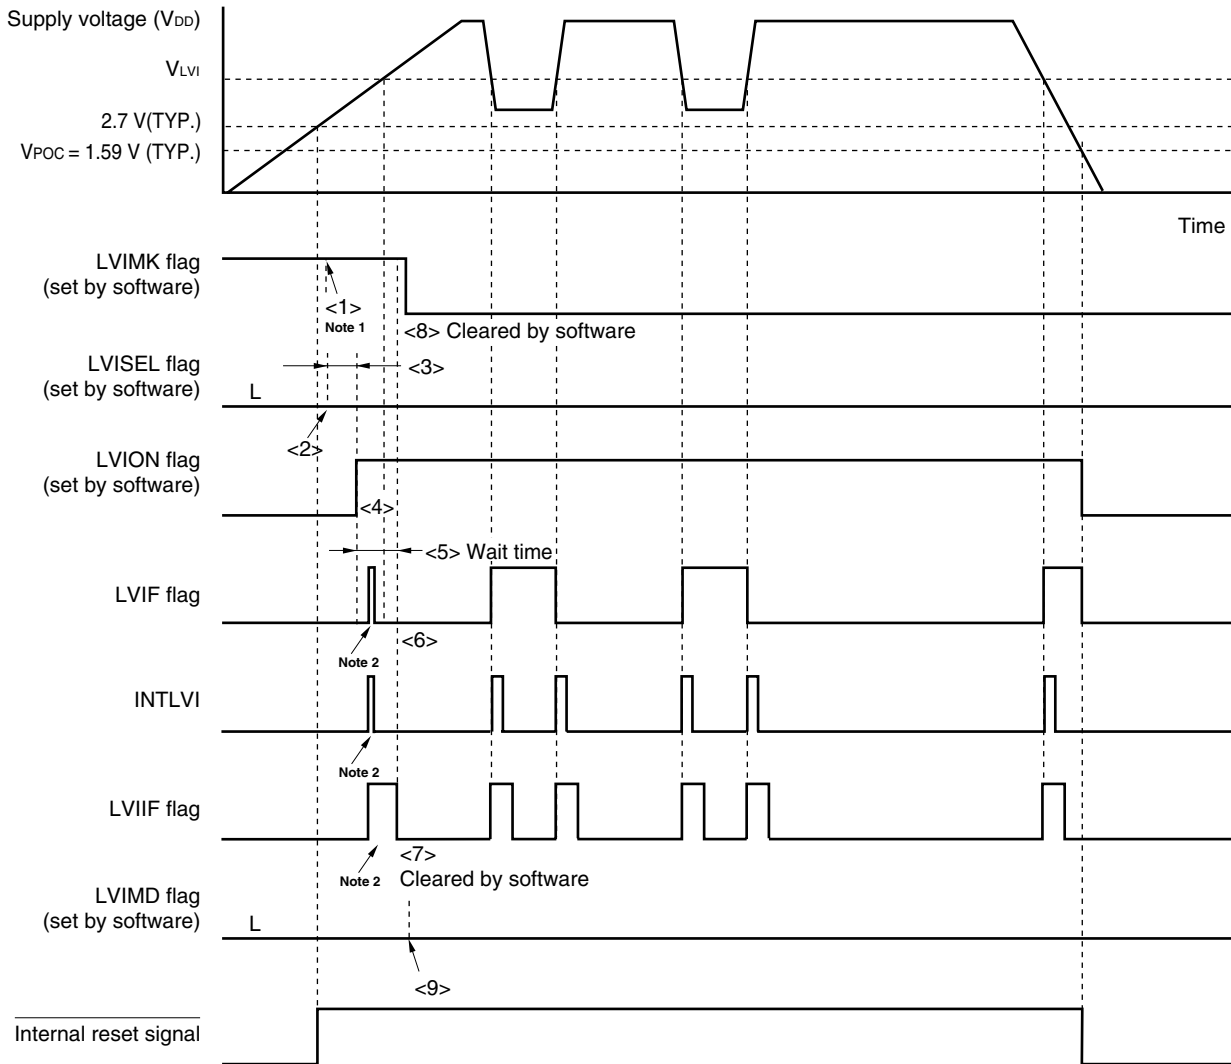 Supply voltage (VDD)
VLVI
2.7 V(TYP.)
VPOC = 1.59 V (TYP.)
Time
LVIMK flag
(set by software)
<1>
Note 1
<8> Cleared by software
LVISEL flag
(set by software)
L
<3>
<2>
LVION flag
(set by software)
<4>
<5> Wait time
LVIF flag
Note 2
<6>
INTLVI
Note 2
LVIIF flag
Note 2
<7>
Cleared by software
LVIMD flag
(set by software)
L
<9>
Internal reset signal